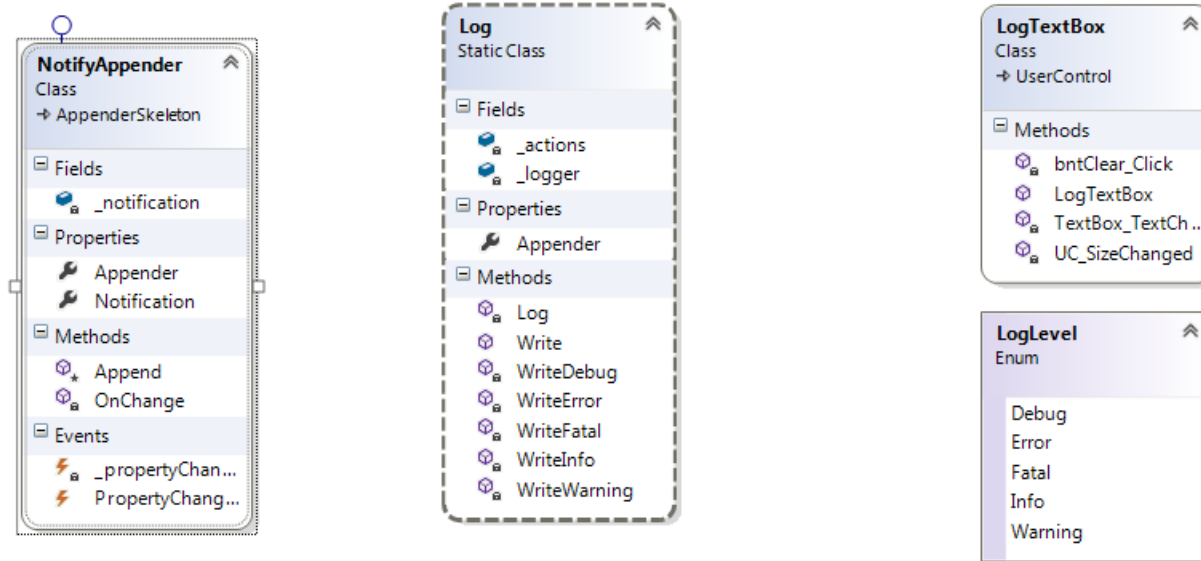 NotifyAppender
Class
AppenderSkeleton
Fields
_notification
Properties
Appender
Notification
Methods
Append
OnChange
Events
_propertyChan...
PropertyChang...
Log
Static Class
Fields
_actions
_logger
Properties
Appender
Methods
Log
Write
WriteDebug
WriteError
WriteFatal
WriteInfo
WriteWarning
LogTextBox
Class
UserControl
Methods
bntClear_Click
LogTextBox
TextBox_TextCh...
UC_SizeChanged
LogLevel
Enum
Debug
Error
Fatal
Info
Warning